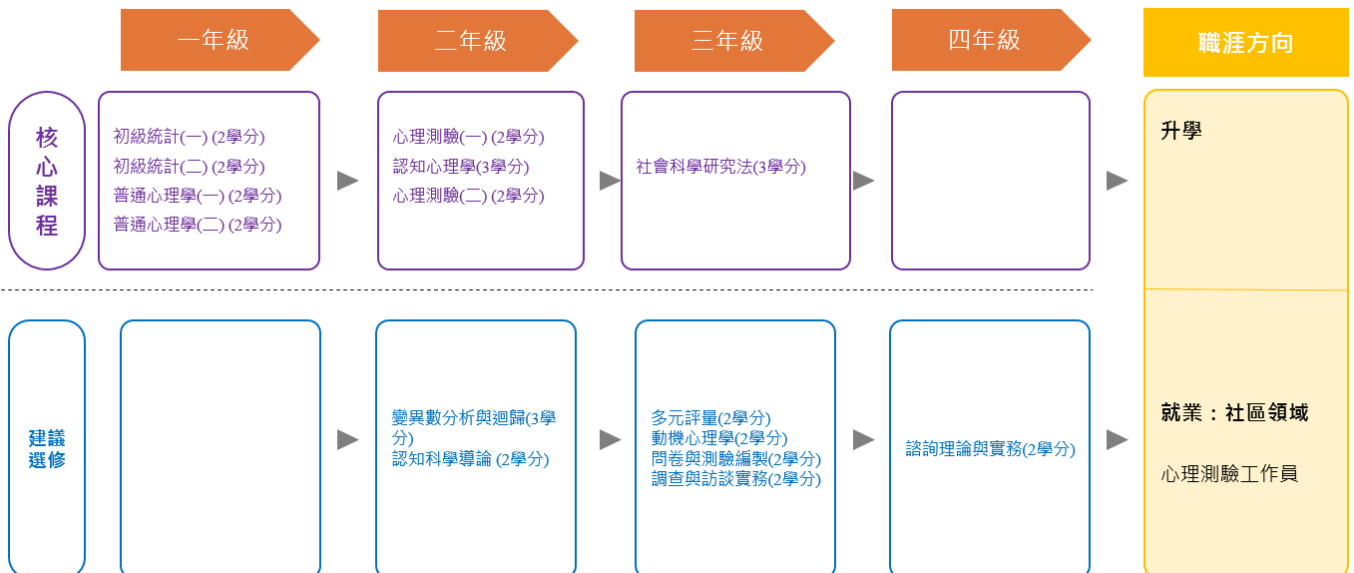 一年級
二年級
三年級
四年級
職涯方向
核
心
課
程
初級統計(一) (2學分)
初級統計(二) (2學分)
普通心理學(一) (2學分)
普通心理學(二) (2學分)
心理測驗(一) (2學分)
認知心理學(3學分)
心理測驗(二) (2學分)
社會科學研究法(3學分)
升學
建議
選修
變異數分析與迴歸(3學
分)
認知科學導論 (2學分)
多元評量(2學分)
動機心理學(2學分)
問卷與測驗編製(2學分)
調查與訪談實務(2學分)
諮詢理論與實務(2學分)
就業：社區領域
心理測驗工作員